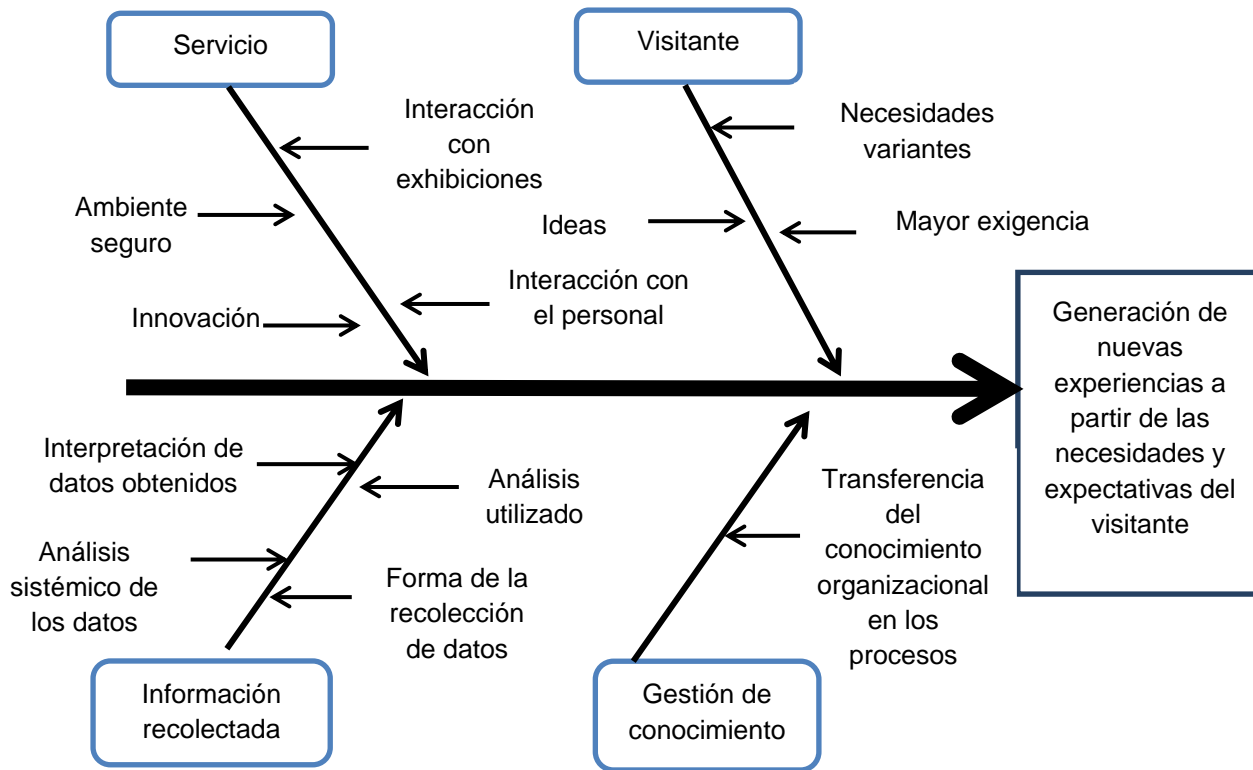 Servicio
Visitante
Interacción
con
exhibiciones
Necesidades
variantes
Ambiente
seguro
Ideas
Mayor exigencia
Innovación
Interacción con
el personal
Generación de
nuevas
experiencias a
partir de las
necesidades y
expectativas del
visitante
Interpretación de
datos obtenidos
Análisis
utilizado
Transferencia
del
conocimiento
organizacional
en los
procesos
Análisis
sistémico de
los datos
Forma de la
recolección
de datos
Información
recolectada
Gestión de
conocimiento